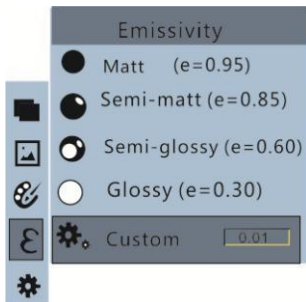 Emissivity
Matt (e=0.95)
Semi-matt (e=0.85)
Semi-glossy (e=0.60)
Glossy (e=0.30)
ε Custom 0.01